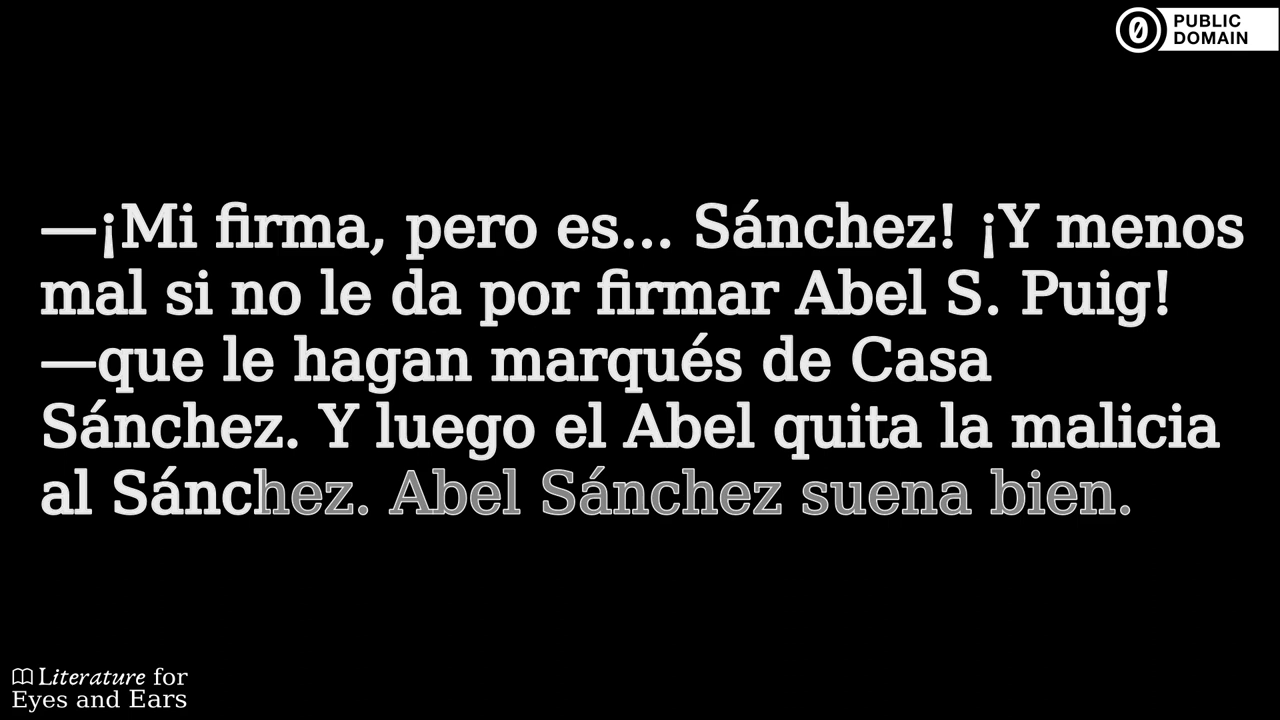 PUBLIC
DOMAIN
—¡Mi firma, pero es... Sánchez! ¡Y menos
mal si no le da por firmar Abel S. Puig!
—que le hagan marqués de Casa
Sánchez. Y luego el Abel quita la malicia
al Sánchez. Abel Sánchez suena bien.
Literature for
Eyes and Ears